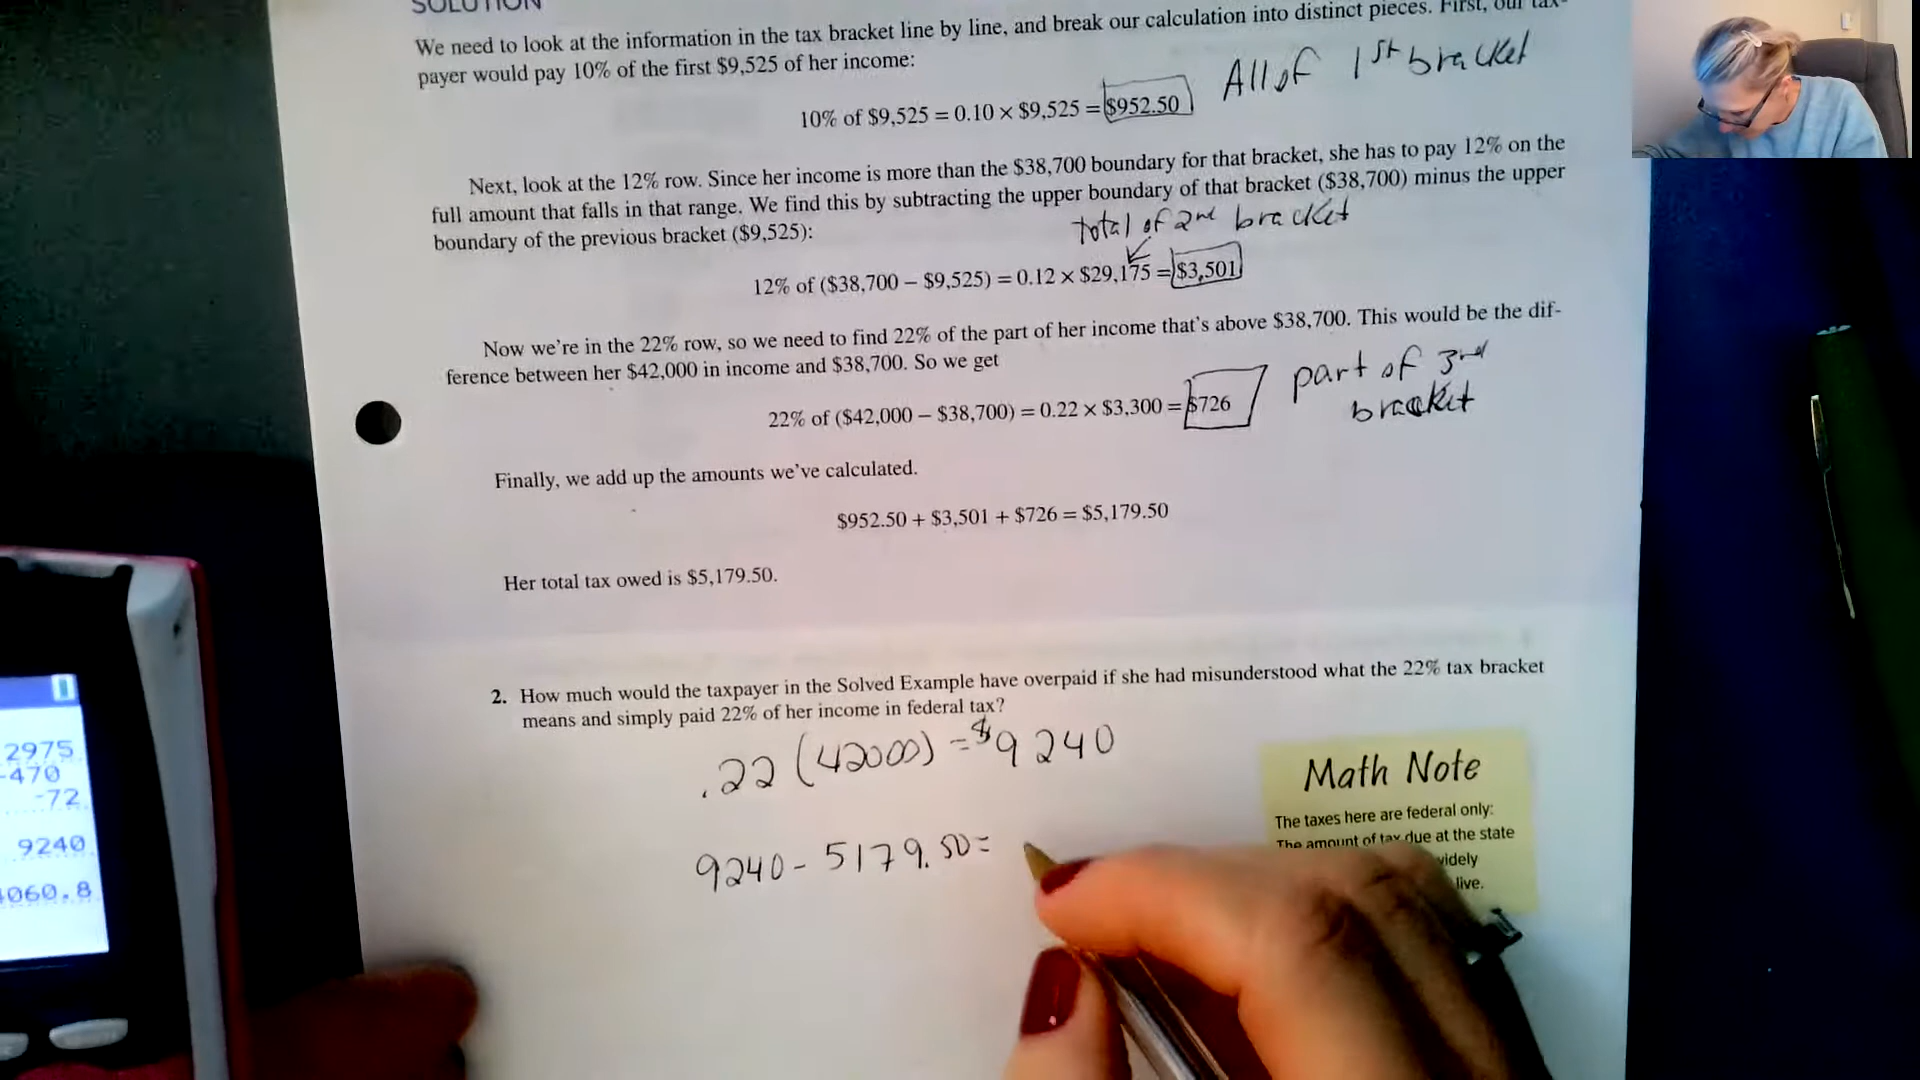 SOLUTION
We need to look at the information in the tax bracket line by line, and break our calculation into distinct pieces. First, our tax-
payer would pay 10% of the first $9,525 of her income:
All of 1st bracket
10% of $9,525 = 0.10 × $9,525 = $952.50
Next, look at the 12% row. Since her income is more than the $38,700 boundary for that bracket, she has to pay 12% on the
full amount that falls in that range. We find this by subtracting the upper boundary of that bracket ($38,700) minus the upper
boundary of the previous bracket ($9,525):
total of 2nd bracket
12% of ($38,700 – $9,525) = 0.12 × $29,175 = $3,501
Now we're in the 22% row, so we need to find 22% of the part of her income that's above $38,700. This would be the dif-
ference between her $42,000 in income and $38,700. So we get
22% of ($42,000 – $38,700) = 0.22 × $3,300 = $726
part of 3rd
bracket
Finally, we add up the amounts we've calculated.
$952.50 + $3,501 + $726 = $5,179.50
Her total tax owed is $5,179.50.
2. How much would the taxpayer in the Solved Example have overpaid if she had misunderstood what the 22% tax bracket
means and simply paid 22% of her income in federal tax?
.22 (42000) = $9240
9240 - 5179.50 =
Math Note
The taxes here are federal only:
The amount of tax due at the state
widely
live.
2975
-470
-72
9240
060.8